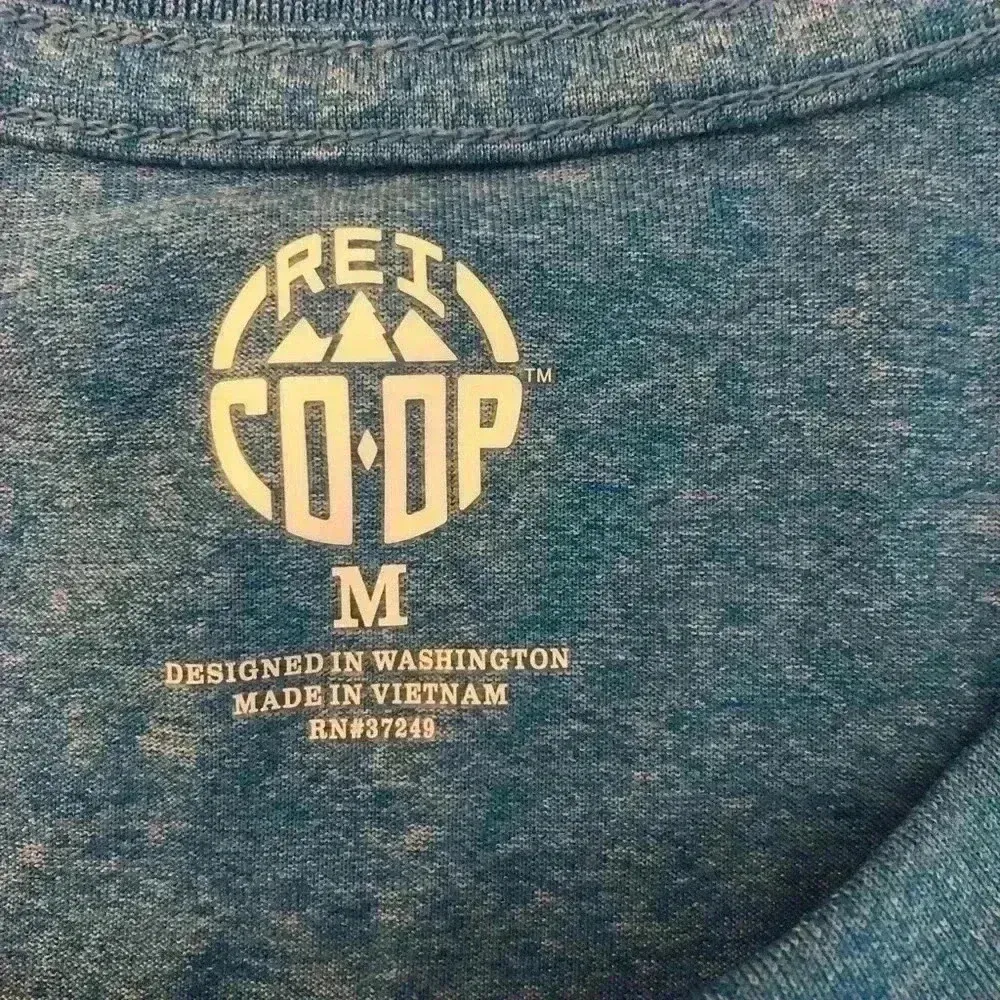 REI
CO·OP™
M
DESIGNED IN WASHINGTON
MADE IN VIETNAM
RN#37249